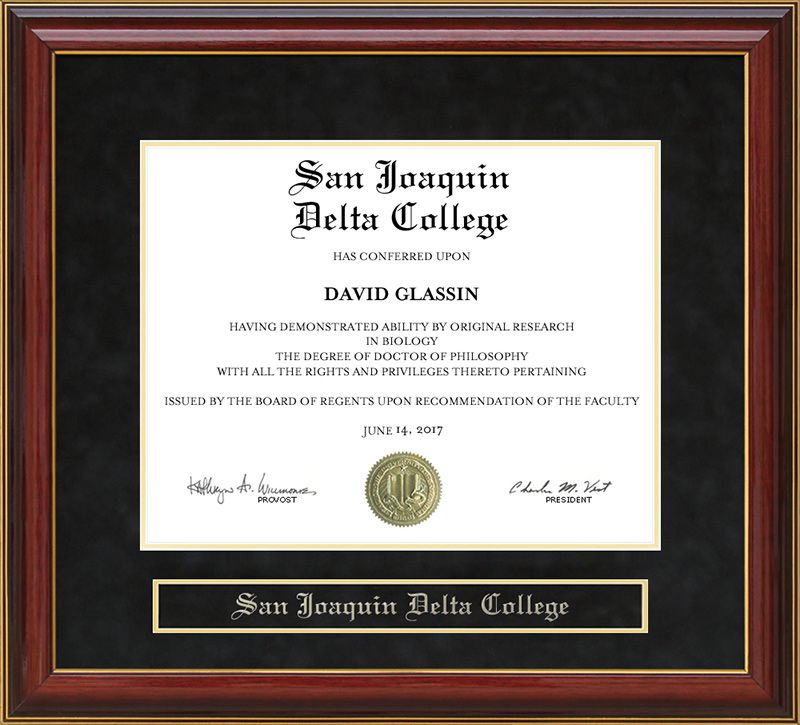 San Joaquin
Delta College
HAS CONFERRED UPON
DAVID GLASSIN
HAVING DEMONSTRATED ABILITY BY ORIGINAL RESEARCH
IN BIOLOGY
THE DEGREE OF DOCTOR OF PHILOSOPHY
WITH ALL THE RIGHTS AND PRIVILEGES THERETO PERTAINING
ISSUED BY THE BOARD OF REGENTS UPON RECOMMENDATION OF THE FACULTY
JUNE 14, 2017
PROVOST
Charles M. Vest
PRESIDENT
San Joaquin Delta College